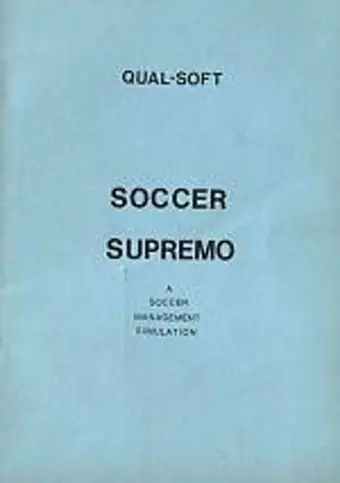 QUAL-SOFT
SOCCER
SUPREMO
A
SOCCER
MANAGEMENT
SIMULATION